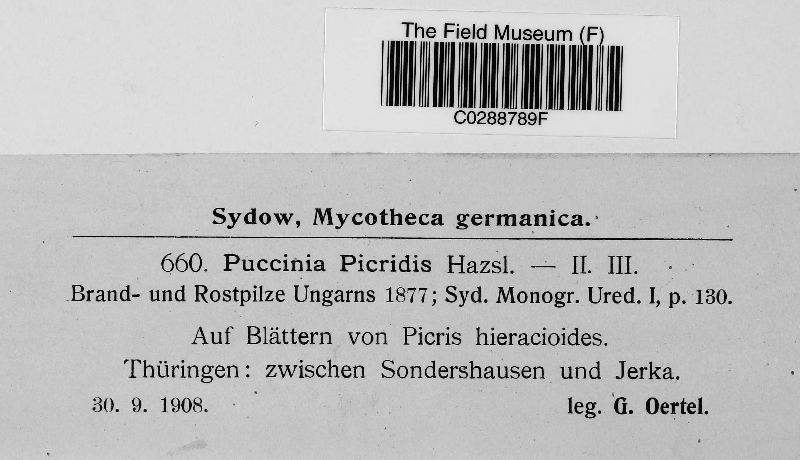 The Field Museum (F)
C0288789F
Sydow, Mycotheca germanica.
660. Puccinia Picridis Hazsl. — II. III.
Brand- und Rostpilze Ungarns 1877; Syd. Monogr. Ured. I, p. 130.
Auf Blättern von Picris hieracioides.
Thüringen: zwischen Sondershausen und Jerka.
30. 9. 1908. leg. G. Oertel.